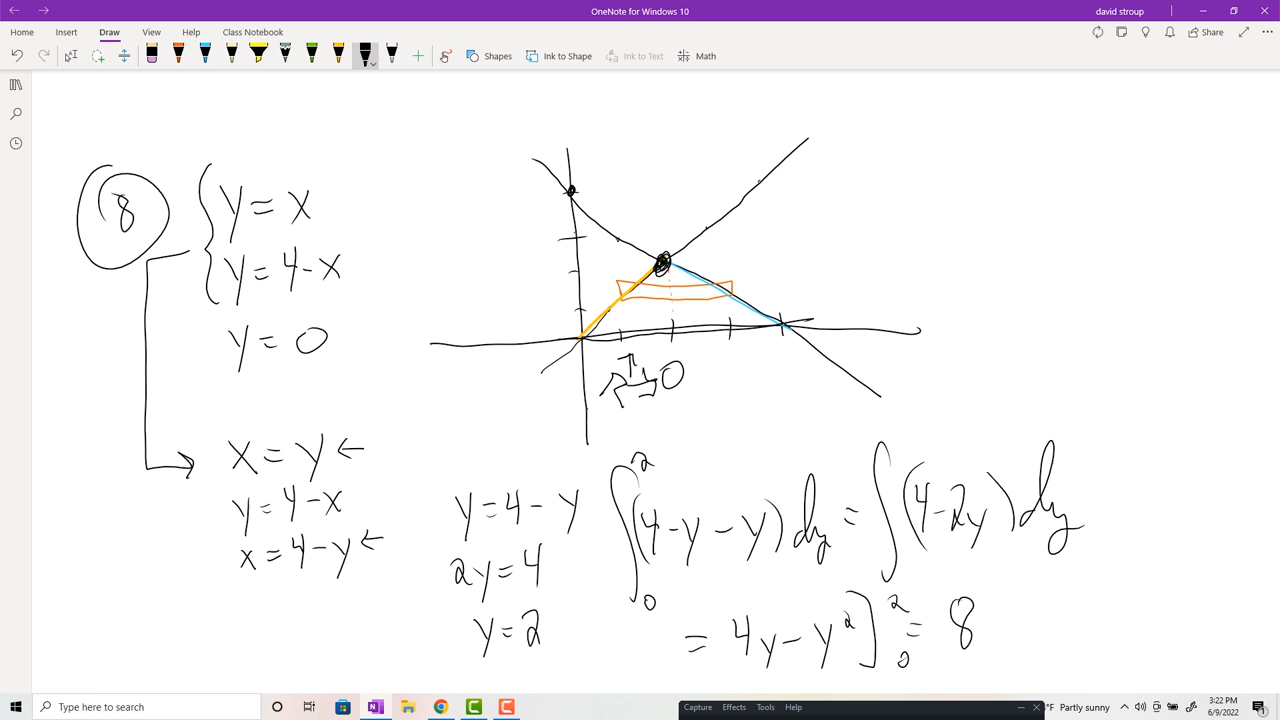 OneNote for Windows 10
david stroup
Home Insert Draw View Help Class Notebook
Share
Shapes Ink to Shape Ink to Text Math
8
y = x
y = 4 - x
y = 0
x = y ←
y = 4 - x
x = 4 - y ←
y = 4 - y
2y = 4
y = 2
∫₀² (4 - y - y) dy = ∫ (4 - 2y) dy
= 4y - y² ]₀² = 8
Type here to search
Capture Effects Tools Help
°F Partly sunny
3:22 PM
6/9/2022